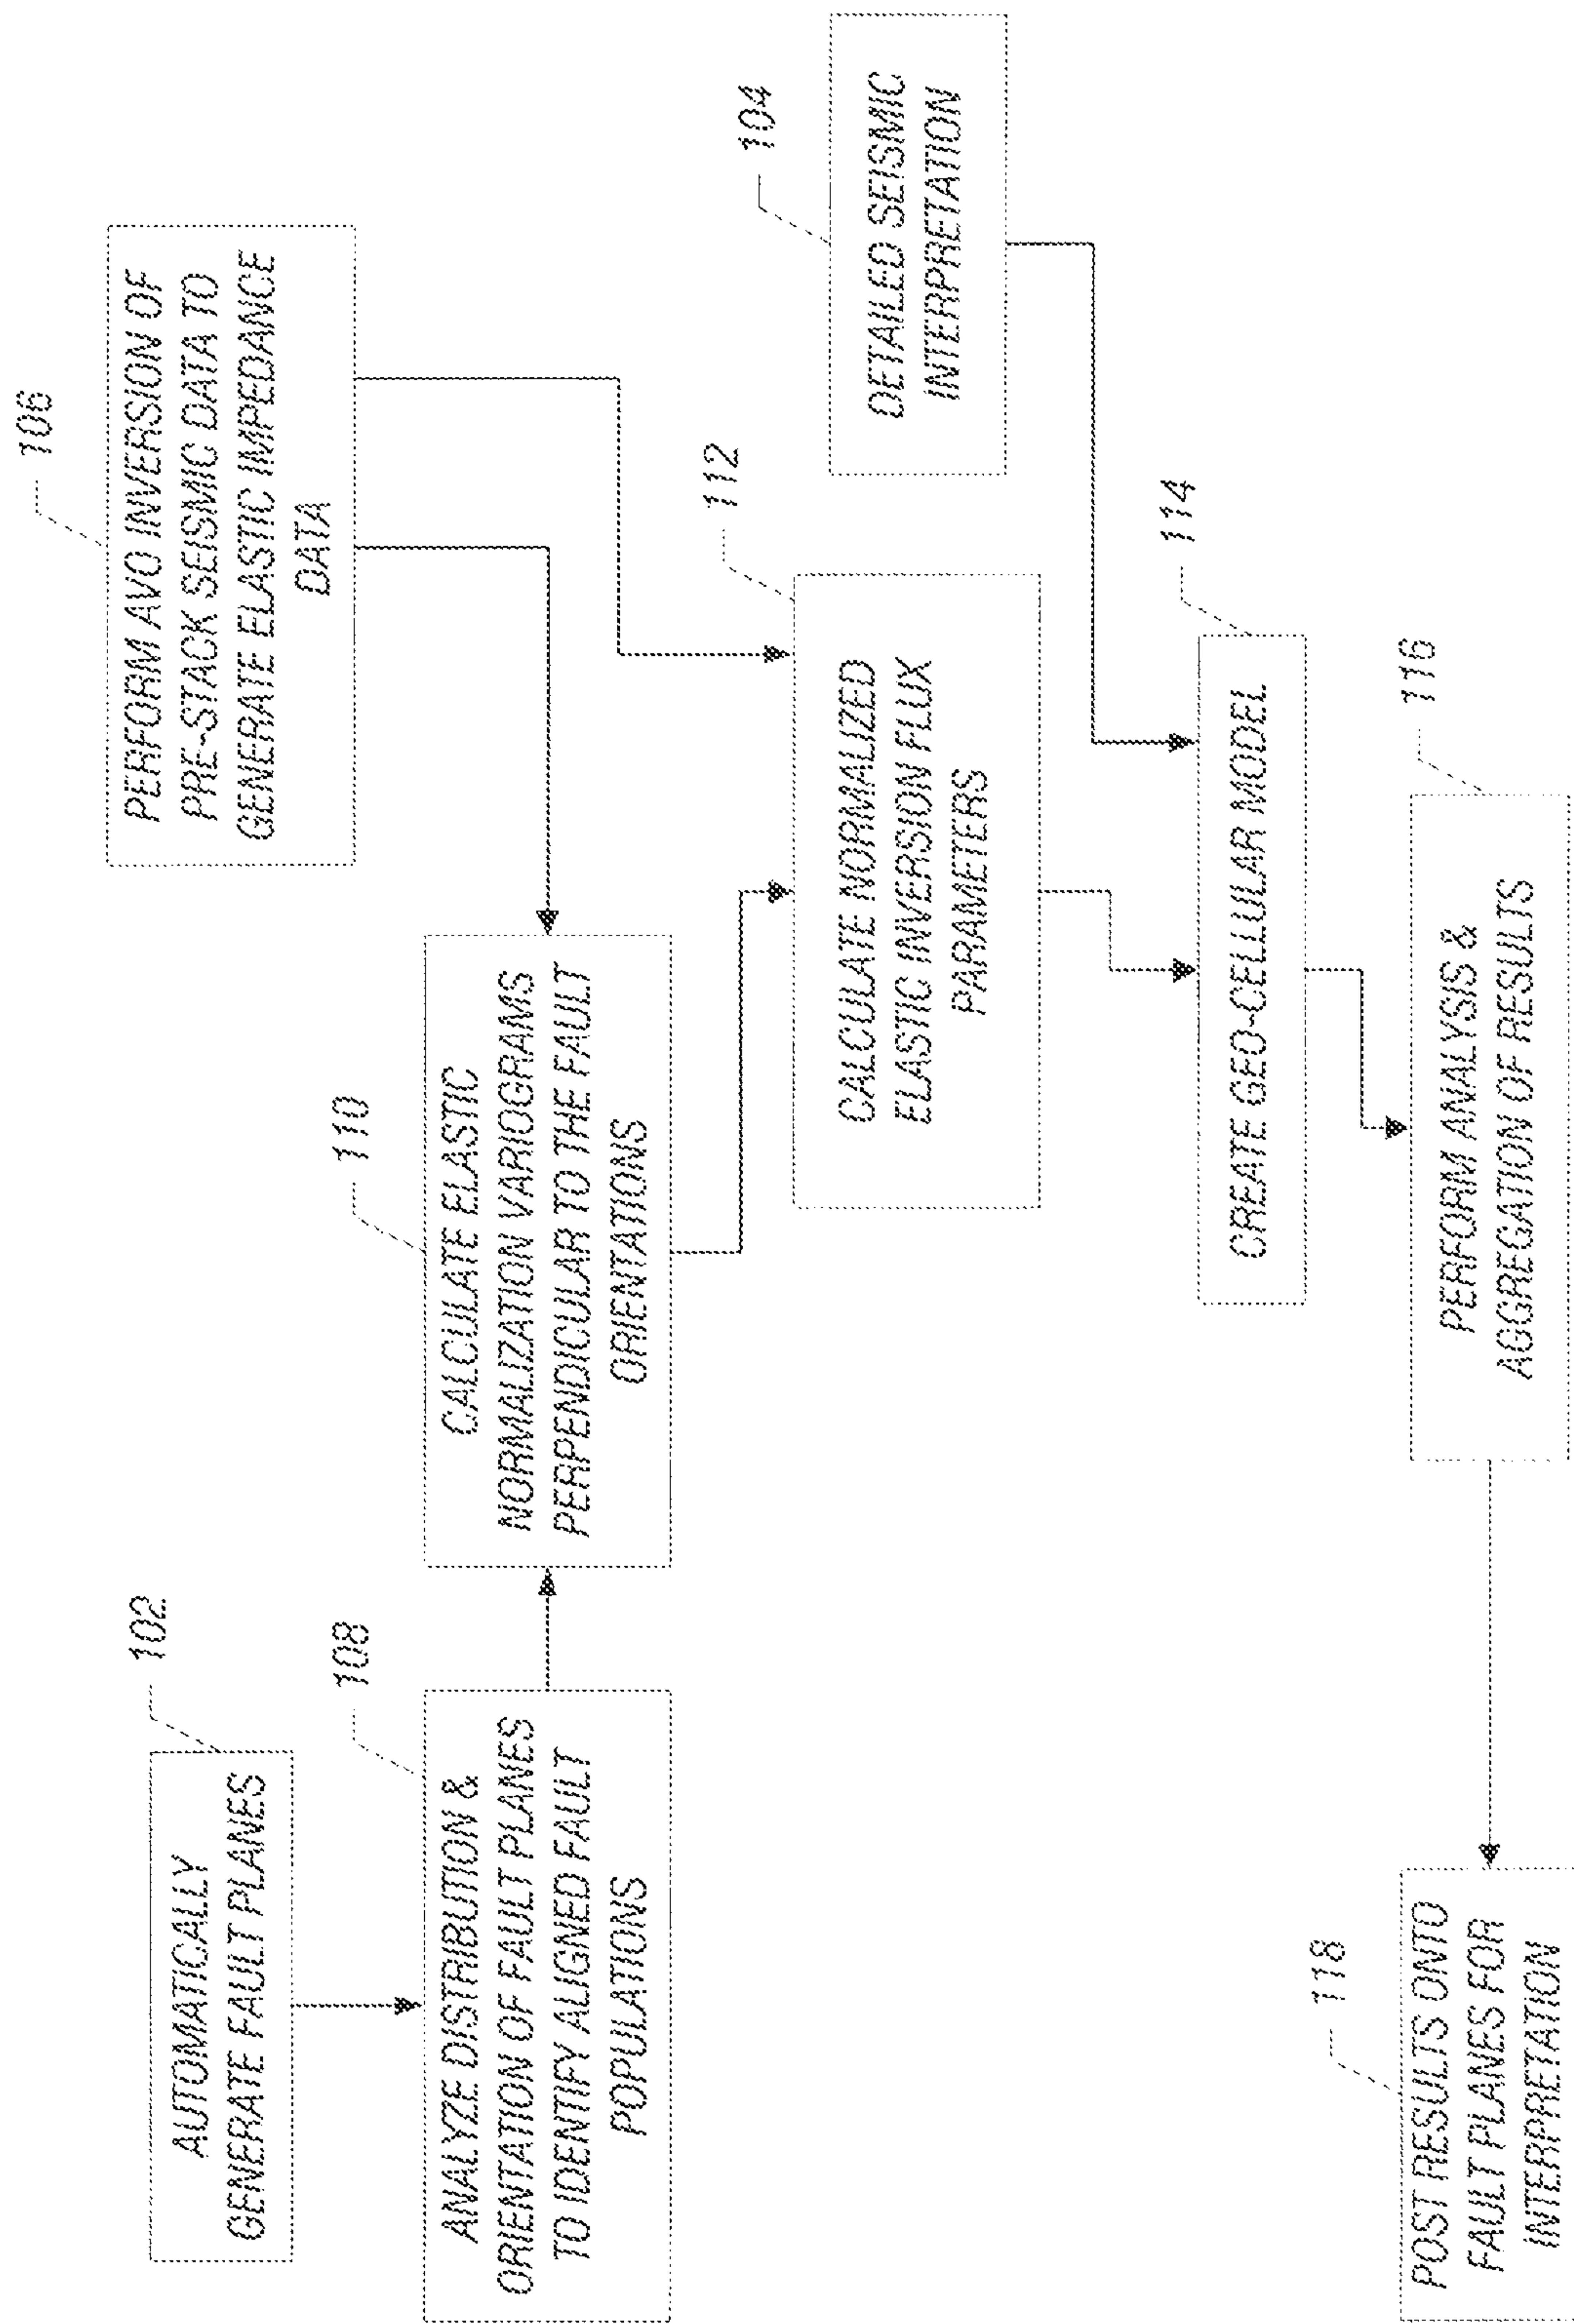 102
AUTOMATICALLY
GENERATE FAULT PLANES
106
PERFORM AVO INVERSION OF
PRE-STACK SEISMIC DATA TO
GENERATE ELASTIC IMPEDANCE
DATA
108
ANALYZE DISTRIBUTION &
ORIENTATION OF FAULT PLANES
TO IDENTIFY ALIGNED FAULT
POPULATIONS
110
CALCULATE ELASTIC
NORMALIZATION VARIOGRAMS
PERPENDICULAR TO THE FAULT
ORIENTATIONS
112
CALCULATE NORMALIZED
ELASTIC INVERSION FLUX
PARAMETERS
104
DETAILED SEISMIC
INTERPRETATION
114
CREATE GEO-CELLULAR MODEL
116
PERFORM ANALYSIS &
AGGREGATION OF RESULTS
118
POST RESULTS ONTO
FAULT PLANES FOR
INTERPRETATION